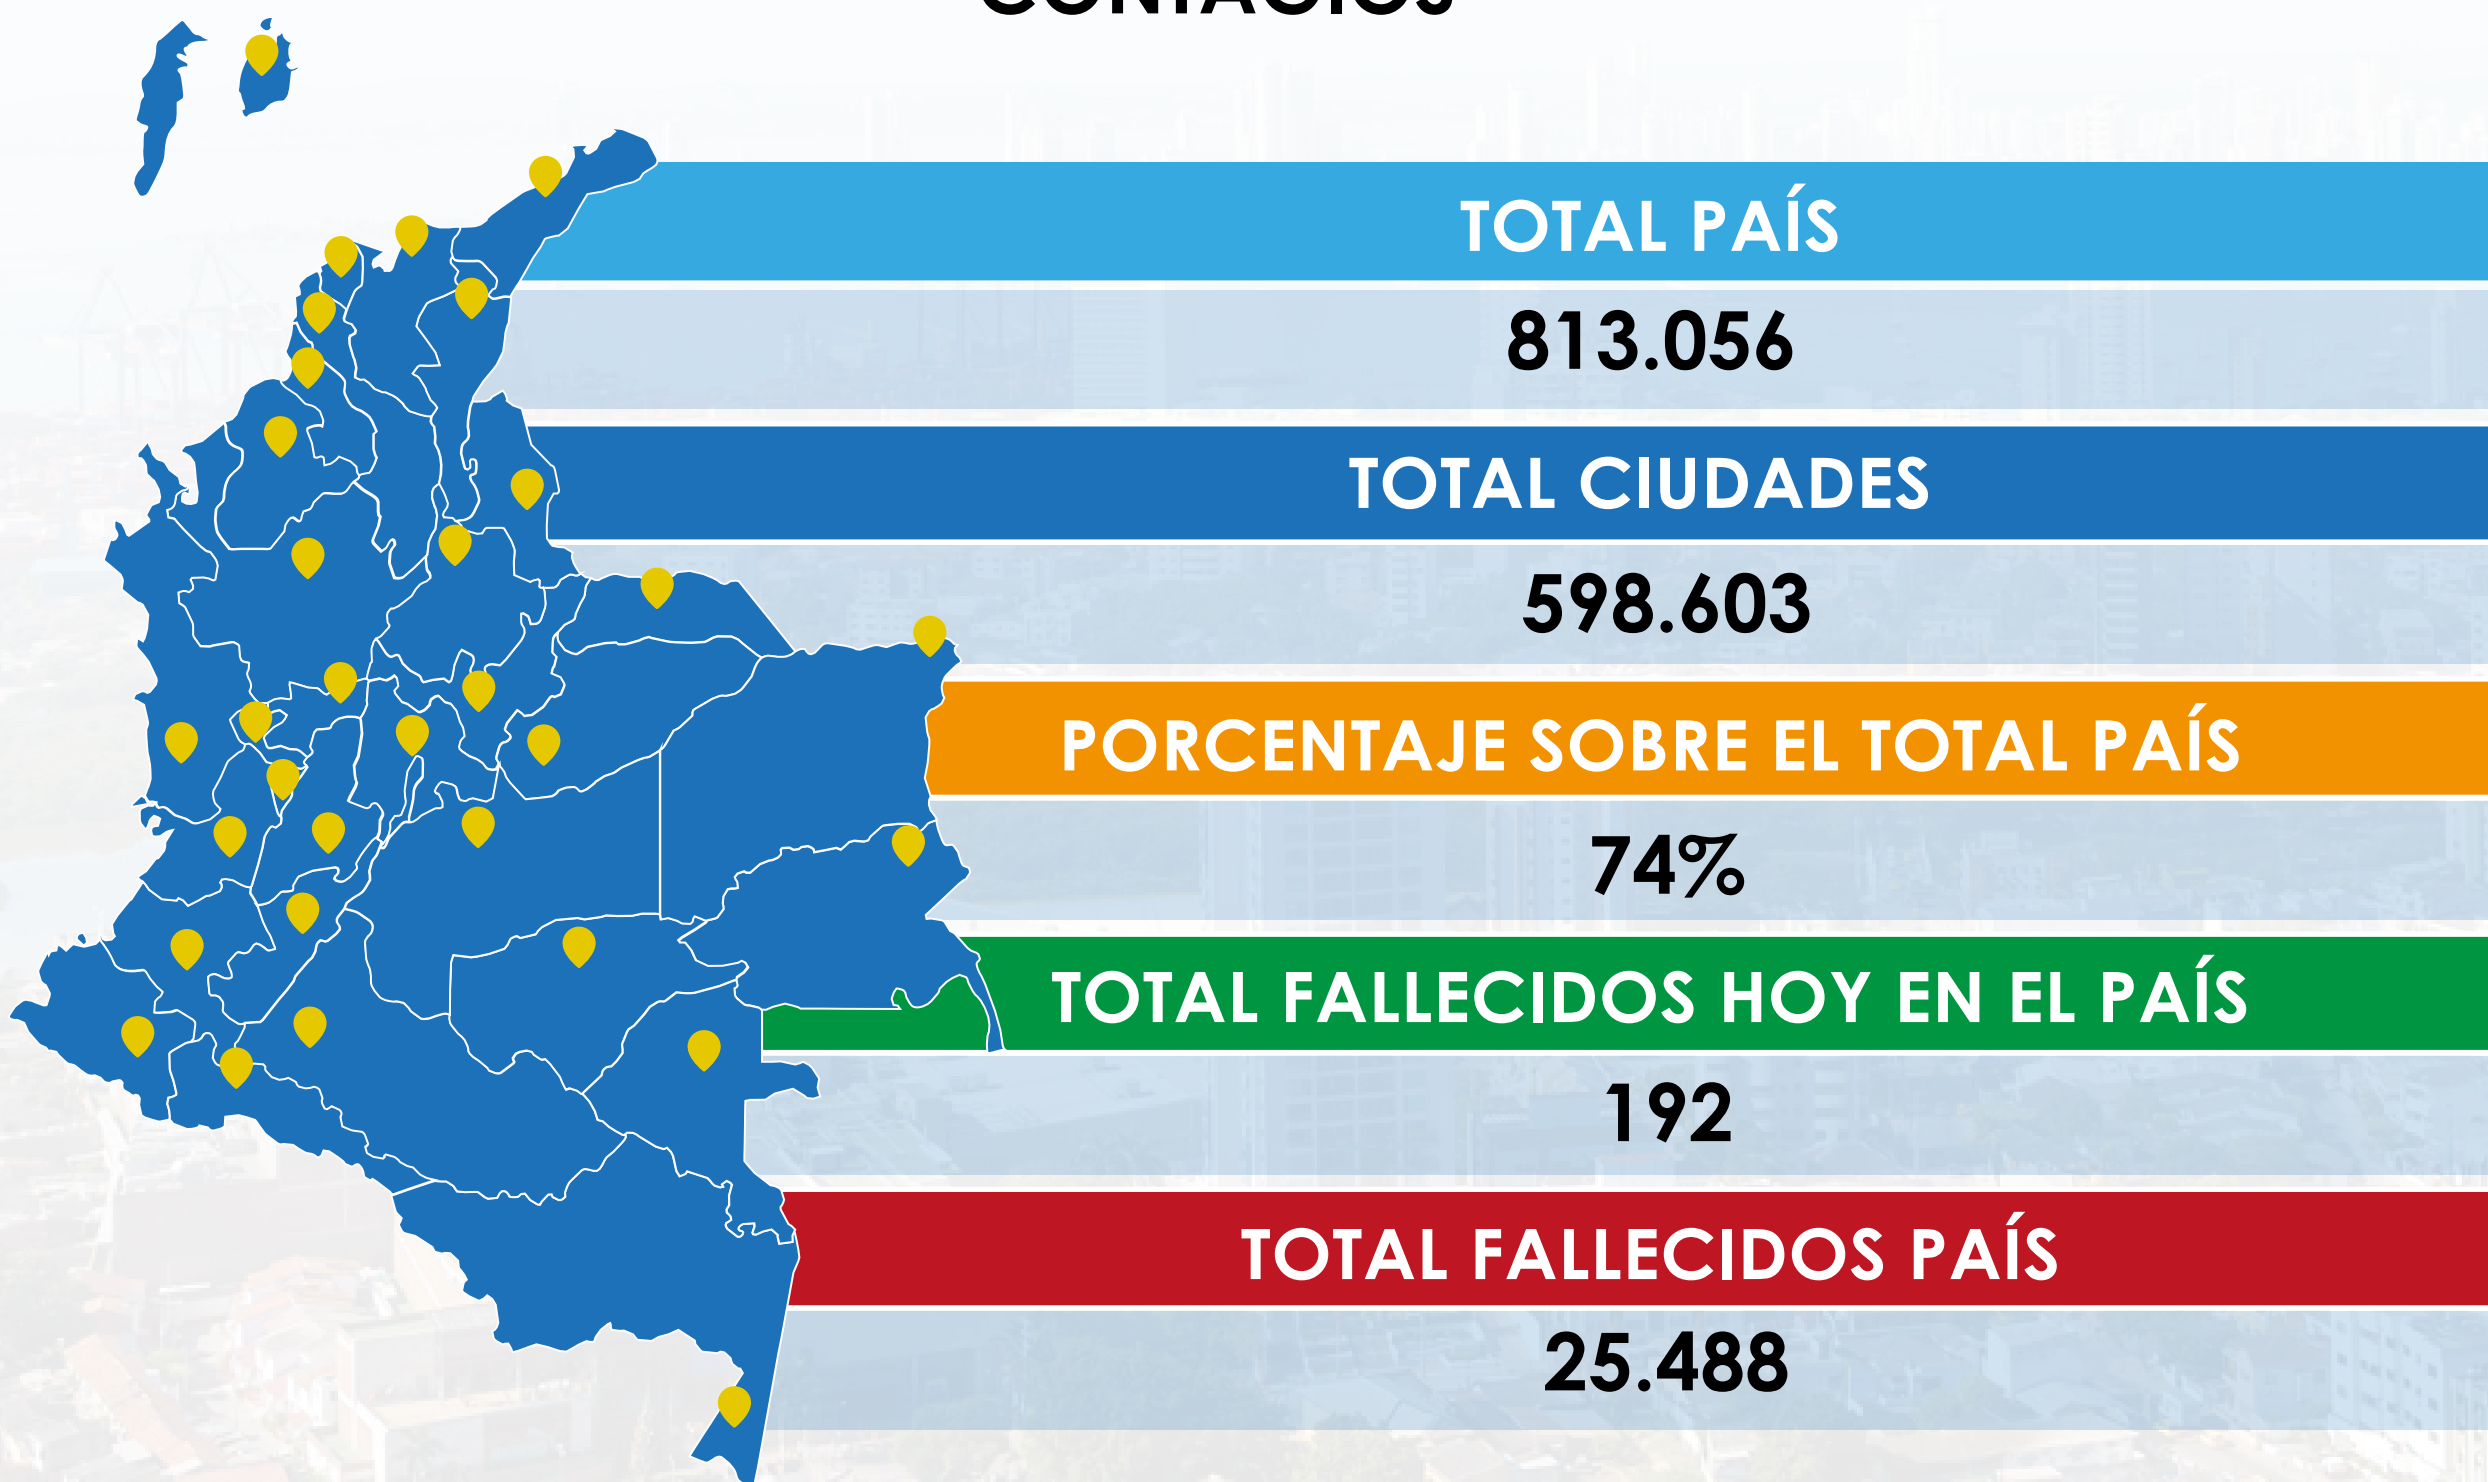 CONTAGIOS
TOTAL PAÍS
813.056
TOTAL CIUDADES
598.603
PORCENTAJE SOBRE EL TOTAL PAÍS
74%
TOTAL FALLECIDOS HOY EN EL PAÍS
192
TOTAL FALLECIDOS PAÍS
25.488